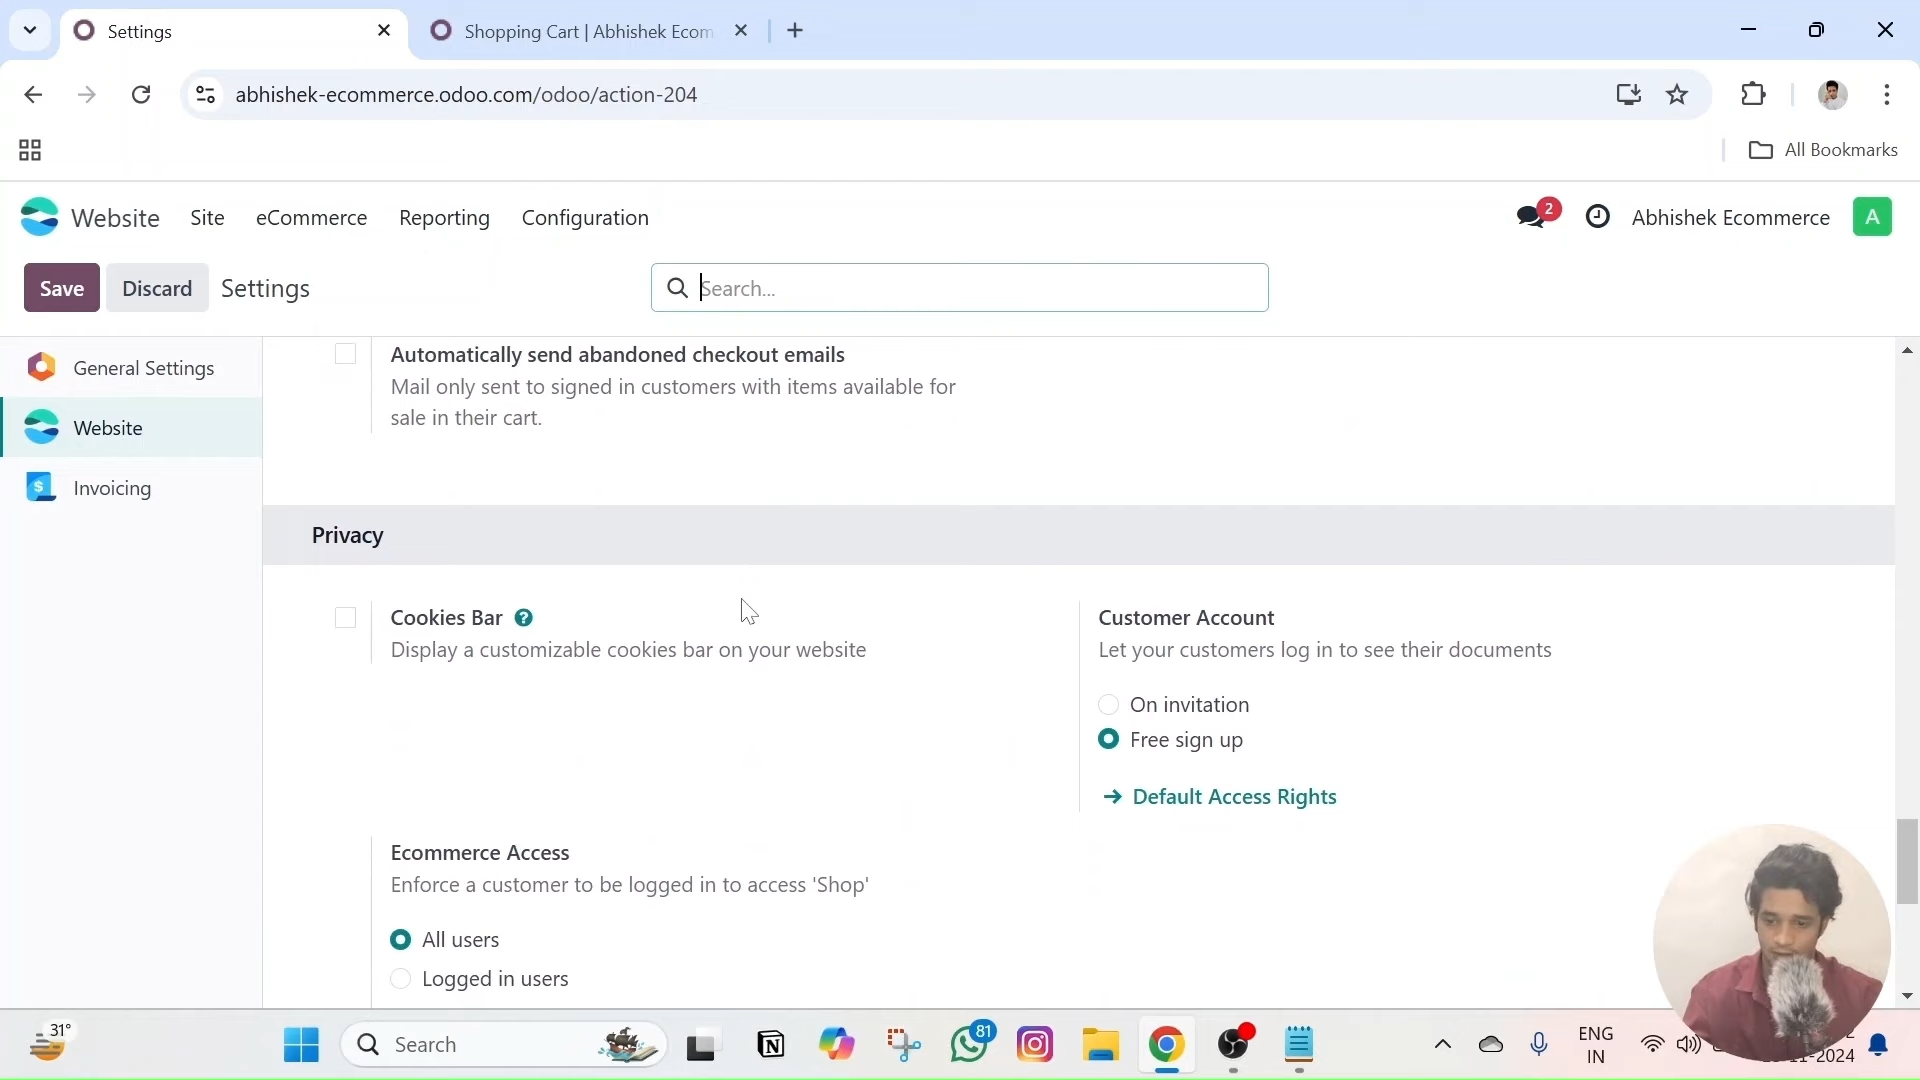 Settings
Shopping Cart | Abhishek Ecom
abhishek-ecommerce.odoo.com/odoo/action-204
All Bookmarks
Website Site eCommerce Reporting Configuration
2
Abhishek Ecommerce
A
Save Discard Settings
Search...
General Settings
Website
Invoicing
Automatically send abandoned checkout emails
Mail only sent to signed in customers with items available for
sale in their cart.
Privacy
Cookies Bar ?
Display a customizable cookies bar on your website
Customer Account
Let your customers log in to see their documents
On invitation
Free sign up
Default Access Rights
Ecommerce Access
Enforce a customer to be logged in to access 'Shop'
All users
Logged in users
31°
Search
81
ENG
IN
11-2024